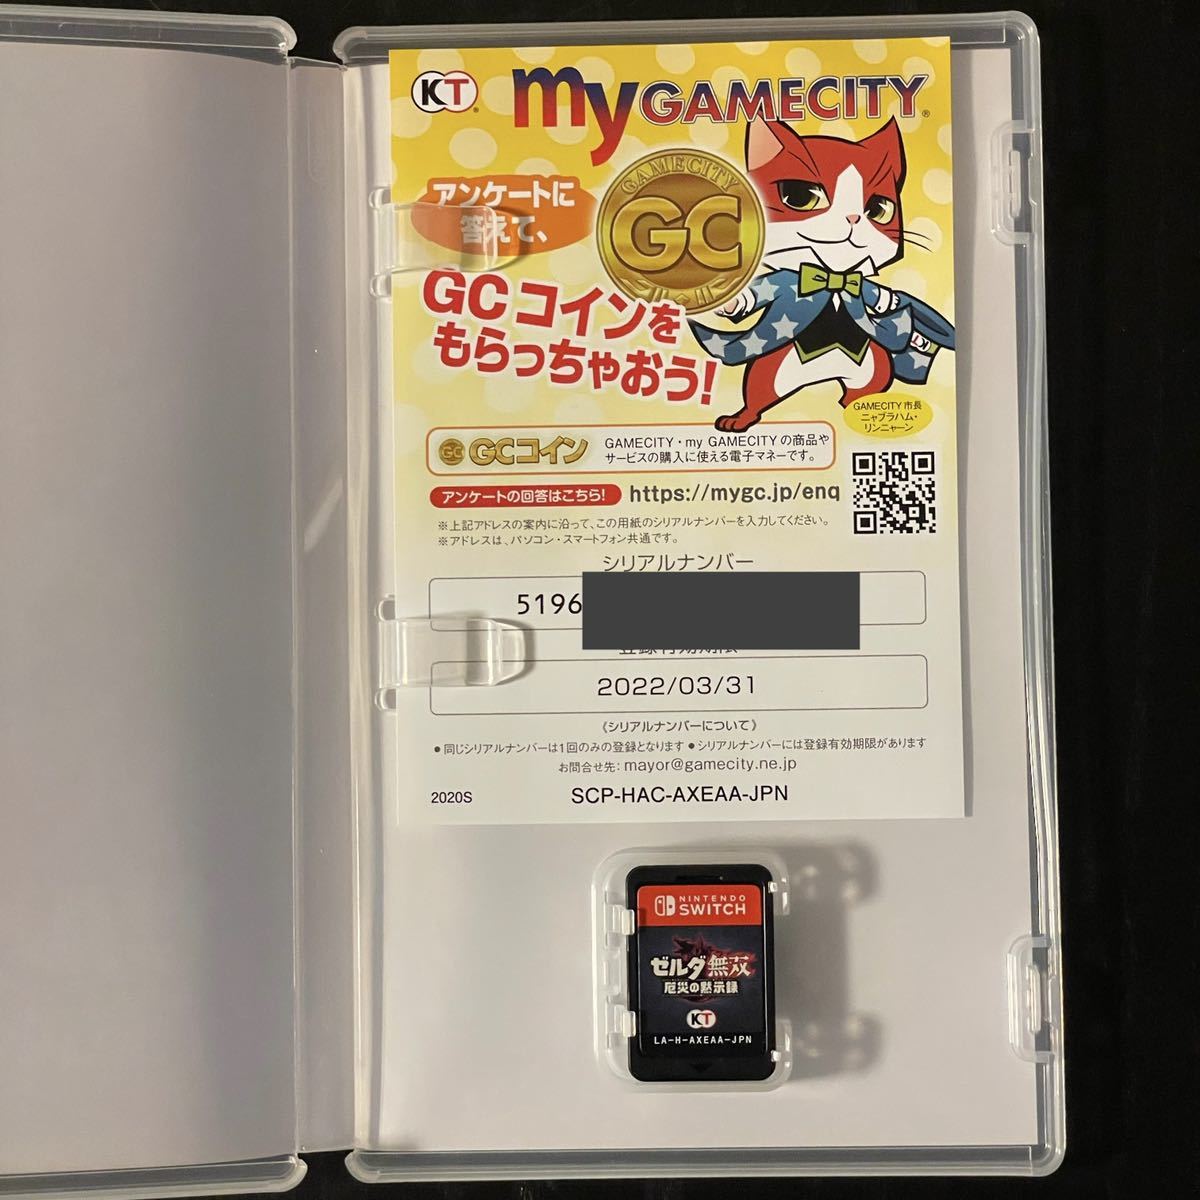 KT
my GAMECITY
GAMECITY
GC
アンケートに
答えて、
GCコインを
もらっちゃおう!
KT
GAMECITY 市長
ニャブラハム・
リンニャーン
GC
GCコイン
GAMECITY・my GAMECITY の商品や
サービスの購入に使える電子マネーです。
アンケートの回答はこちら!
https://mygc.jp/enq
※上記アドレスの案内に沿って、この用紙のシリアルナンバーを入力してください。
※アドレスは、パソコン・スマートフォン共通です。
シリアルナンバー
5196
登録有効期限
2022/03/31
《シリアルナンバーについて》
●同じシリアルナンバーは1回のみの登録となります ●シリアルナンバーには登録有効期限があります
お問合せ先: mayor@gamecity.ne.jp
2020S
SCP-HAC-AXEAA-JPN
NINTENDO
SWITCH
ゼルダ無双
厄災の黙示録
KT
LA-H-AXEAA-JPN